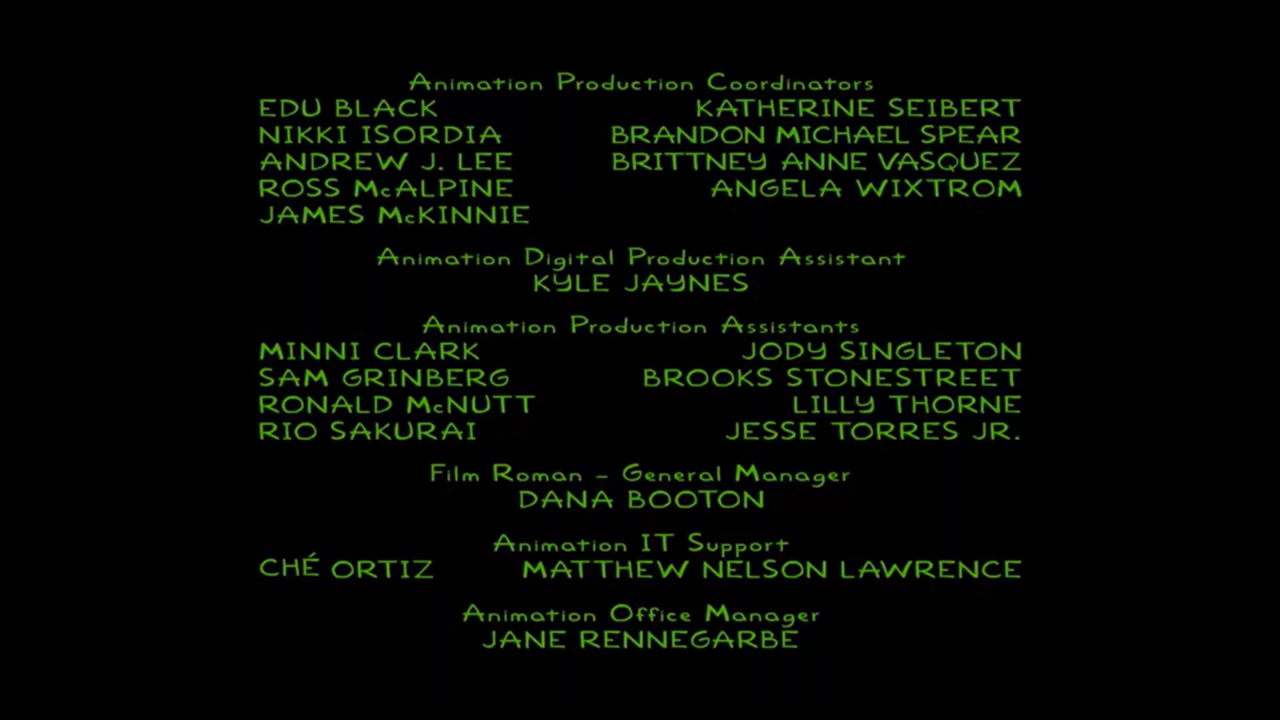 Animation Production Coordinators
EDU BLACK KATHERINE SEIBERT
NIKKI ISORDIA BRANDON MICHAEL SPEAR
ANDREW J. LEE BRITTNEY ANNE VASQUEZ
ROSS McALPINE ANGELA WIXTROM
JAMES McKINNIE
Animation Digital Production Assistant
KYLE JAYNES
Animation Production Assistants
MINNI CLARK JODY SINGLETON
SAM GRINBERG BROOKS STONESTREET
RONALD McNUTT LILLY THORNE
RIO SAKURAI JESSE TORRES JR.
Film Roman - General Manager
DANA BOOTON
Animation IT Support
CHÉ ORTIZ MATTHEW NELSON LAWRENCE
Animation Office Manager
JANE RENNEGARBE